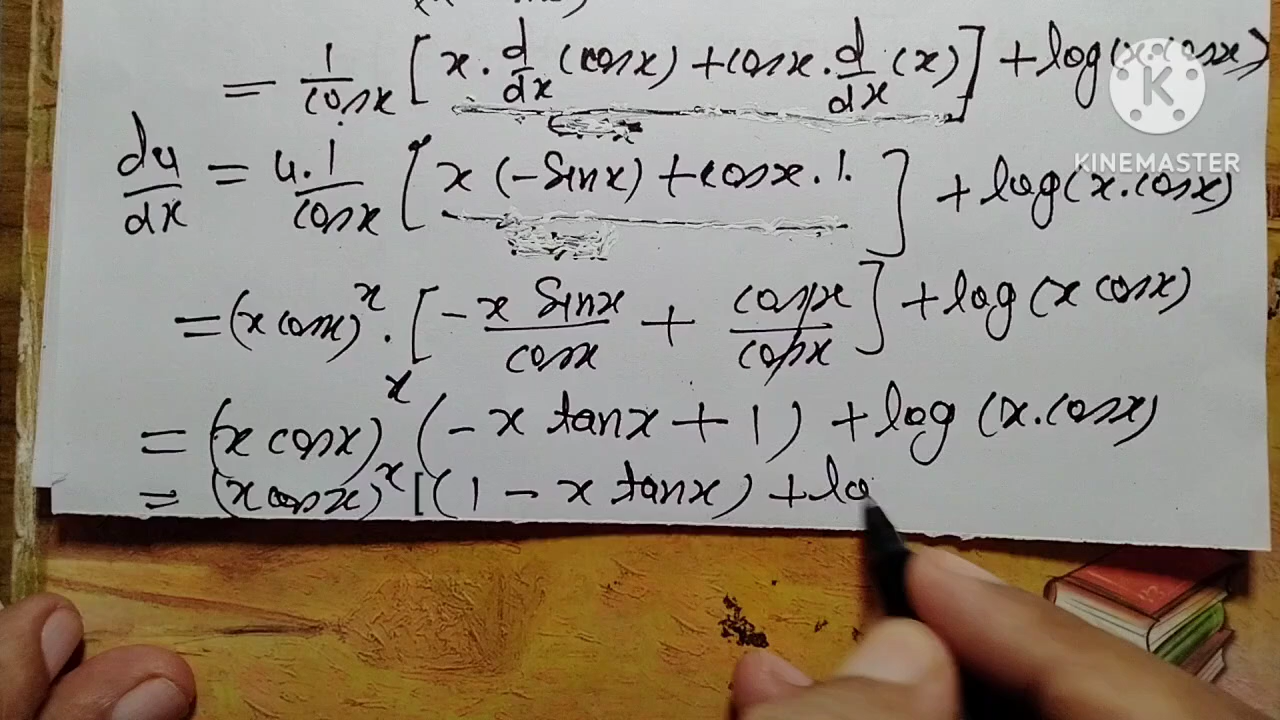 = 1/cosx [x. d/dx (cosx) + cosx. d/dx (x)] + log(x cosx)
KINEMASTER
du/dx = u.1/cosx [x (-Sinx) + cosx.1.] + log(x.cosx)
= (x cosx)^x . [-x Sinx/cosx + cosx/cosx] + log(x cosx)
= (x cosx)^x (-x tanx + 1) + log (x.cosx)
= (x cosx)^x [(1 - x tanx) + lo